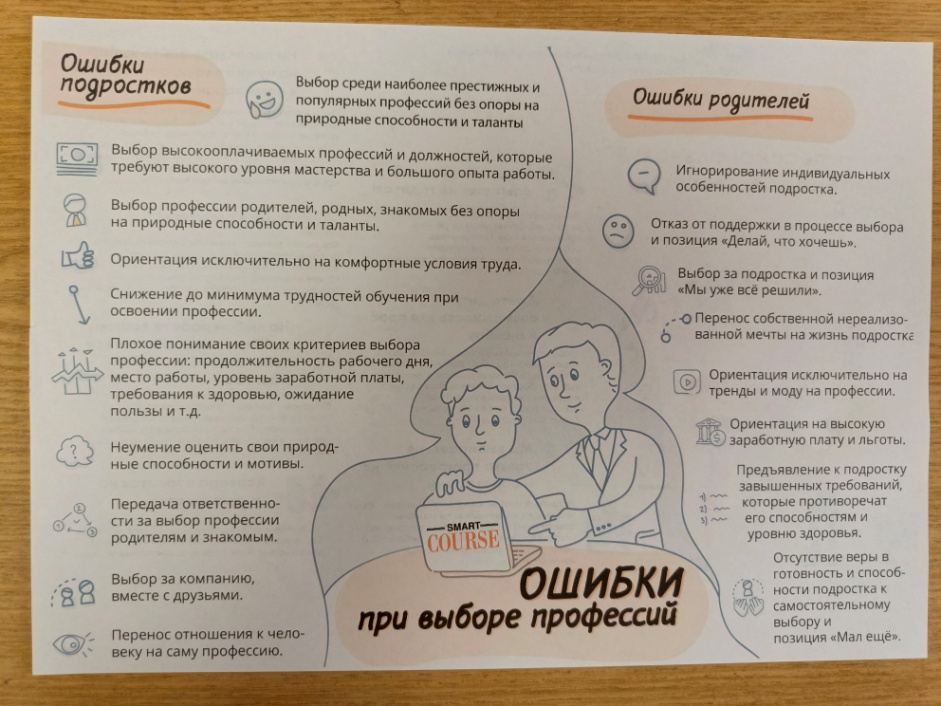 Ошибки
подростков
Выбор среди наиболее престижных и
популярных профессий без опоры на
природные способности и таланты
Выбор высокооплачиваемых профессий и должностей, которые
требуют высокого уровня мастерства и большого опыта работы.
Выбор профессии родителей, родных, знакомых без опоры
на природные способности и таланты.
Ориентация исключительно на комфортные условия труда.
Снижение до минимума трудностей обучения при
освоении профессии.
Плохое понимание своих критериев выбора
профессии: продолжительность рабочего дня,
место работы, уровень заработной платы,
требования к здоровью, ожидание
пользы и т.д.
Неумение оценить свои природ-
ные способности и мотивы.
Передача ответственно-
сти за выбор профессии
родителям и знакомым.
Выбор за компанию,
вместе с друзьями.
Перенос отношения к чело-
веку на саму профессию.
Ошибки родителей
Игнорирование индивидуальных
особенностей подростка.
Отказ от поддержки в процессе выбора
и позиция «Делай, что хочешь».
Выбор за подростка и позиция
«Мы уже всё решили».
Перенос собственной нереализо-
ванной мечты на жизнь подростка
Ориентация исключительно на
тренды и моду на профессии.
Ориентация на высокую
заработную плату и льготы.
1)
2)
3)
Предъявление к подростку
завышенных требований,
которые противоречат
его способностям и
уровню здоровья.
Отсутствие веры в
готовность и способ-
ности подростка к
самостоятельному
выбору и
позиция «Мал ещё».
SMART
COURSE
ОШИБКИ
при выборе профессий